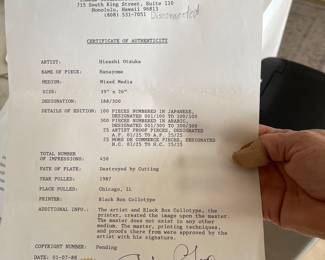 715 South King Street, Suite 110
Honolulu, Hawaii 96813
(808) 531-7051 Disconnected
CERTIFICATE OF AUTHENTICITY
ARTIST: Hisashi Otsuka
NAME OF PIECE: Hanazome
MEDIUM: Mixed Media
SIZE: 39" x 26"
DESIGNATION: 188/300
DETAILS OF EDITION: 100 PIECES NUMBERED IN JAPANESE,
DESIGNATED 001/100 TO 100/100
300 PIECES NUMBERED IN ARABIC,
DESIGNATED 001/300 TO 300/300
75 ARTIST PROOF PIECES, DESIGNATED
A.P. 01/25 TO A.P. 25/25
75 HORS DE COMMERCE PIECES, DESIGNATED
H.C. 01/25 TO H.C. 25/25
TOTAL NUMBER
OF IMPRESSIONS: 450
FATE OF PLATE: Destroyed by Cutting
YEAR PULLED: 1987
PLACE PULLED: Chicago, Il
PRINTER: Black Box Collotype
ADDITIONAL INFO.: The artist and Black Box Collotype, the
printer, created the image upon the master.
The master does not exist in any other
medium. The master, printing techniques,
and proofs there from were approved by the
artist with his signature.
COPYRIGHT NUMBER: Pending
DATE: 01-07-88